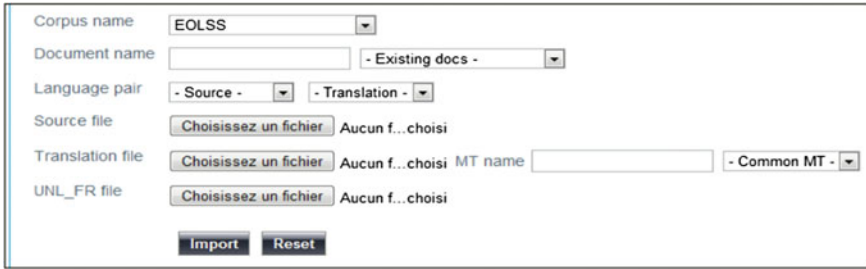 Corpus name EOLSS
Document name - Existing docs -
Language pair - Source - - Translation -
Source file Choisissez un fichier Aucun f...choisi
Translation file Choisissez un fichier Aucun f...choisi MT name - Common MT -
UNL_FR file Choisissez un fichier Aucun f...choisi
Import Reset